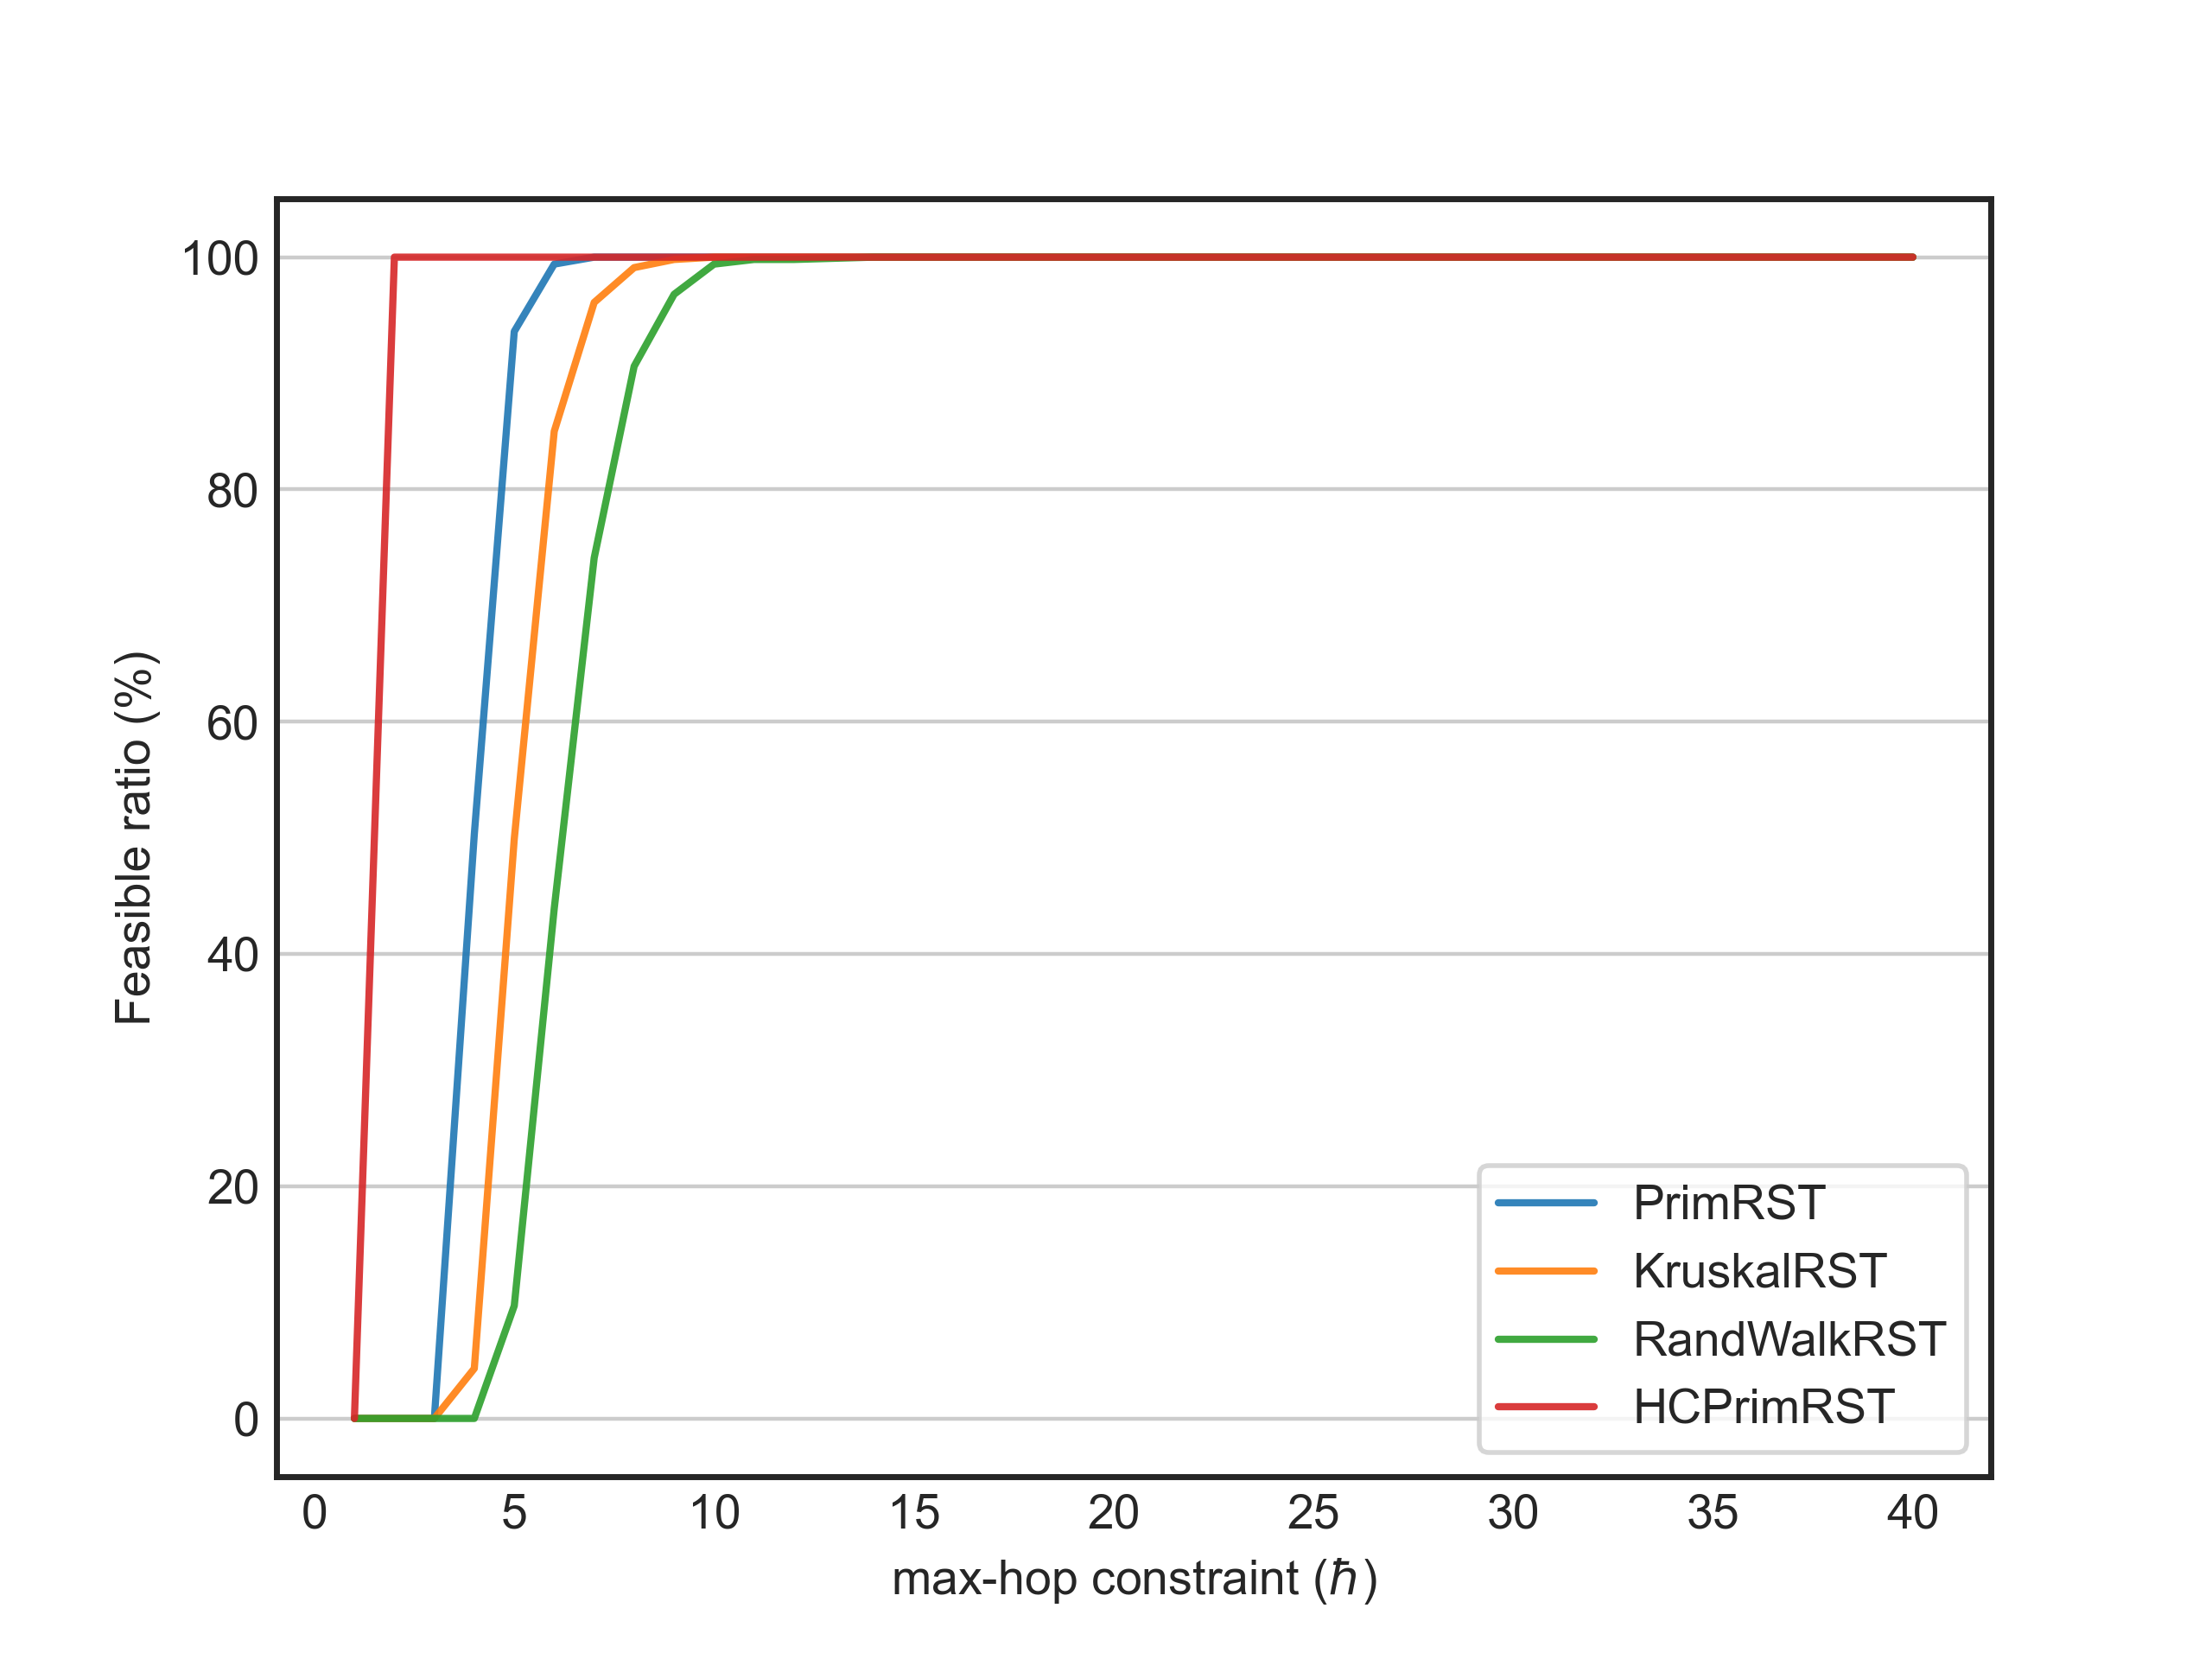 100
80
60
40
20
0
Feasible ratio (%)
0 5 10 15 20 25 30 35 40
max-hop constraint (ħ)
PrimRST
KruskalRST
RandWalkRST
HCPrimRST